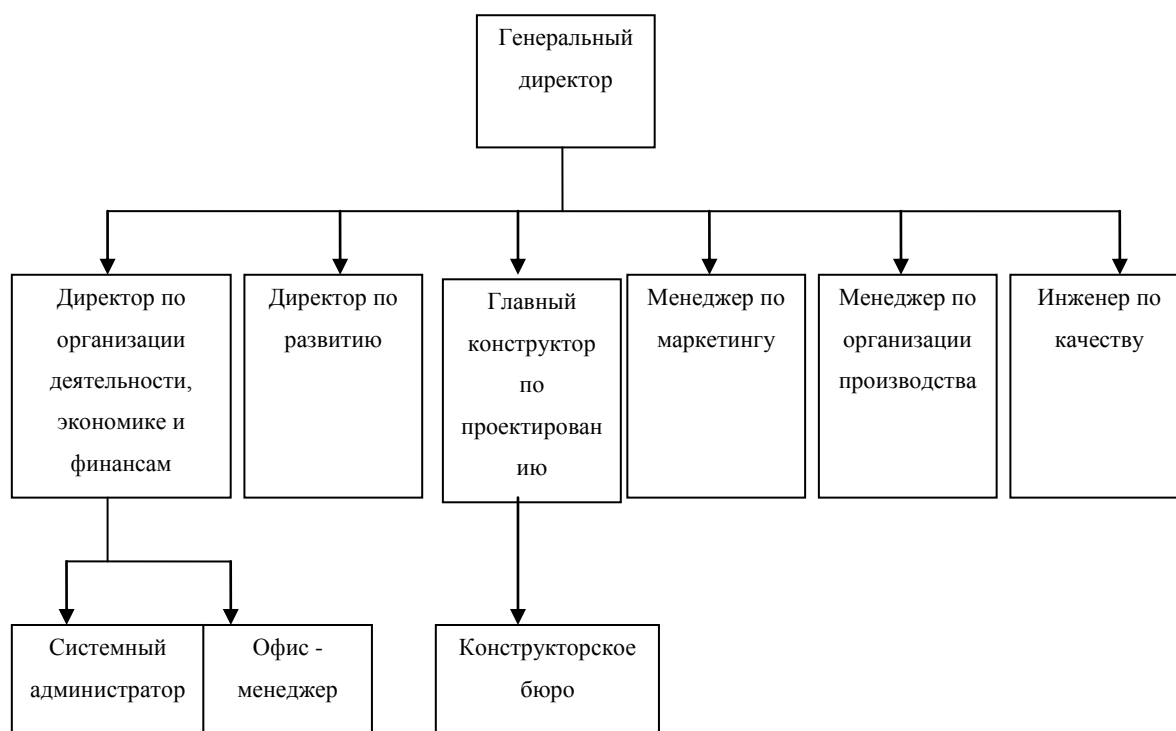 Генеральный
директор
Директор по
организации
деятельности,
экономике и
финансам
Директор по
развитию
Главный
конструктор
по
проектирован
ию
Менеджер по
маркетингу
Менеджер по
организации
производства
Инженер по
качеству
Системный
администратор
Офис -
менеджер
Конструкторское
бюро